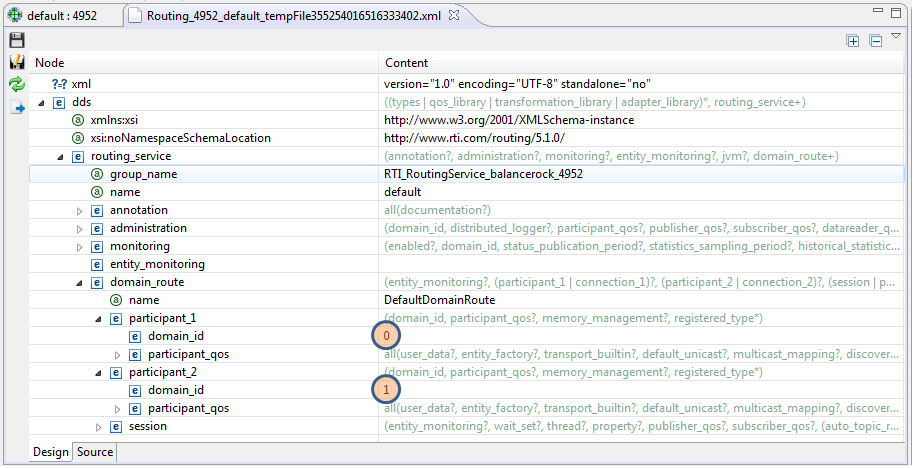 default : 4952 Routing_4952_default_tempFile355254016516333402.xml
Node Content
?=? xml version="1.0" encoding="UTF-8" standalone="no"
e dds ((types | qos_library | transformation_library | adapter_library)*, routing_service+)
a xmlns:xsi http://www.w3.org/2001/XMLSchema-instance
a xsi:noNamespaceSchemaLocation http://www.rti.com/routing/5.1.0/
e routing_service (annotation?, administration?, monitoring?, entity_monitoring?, jvm?, domain_route+)
a group_name RTI_RoutingService_balancerock_4952
a name default
e annotation all(documentation?)
e administration (domain_id, distributed_logger?, participant_qos?, publisher_qos?, subscriber_qos?, datareader_q...
e monitoring (enabled?, domain_id, status_publication_period?, statistics_sampling_period?, historical_statistic...
e entity_monitoring
e domain_route (entity_monitoring?, (participant_1 | connection_1)?, (participant_2 | connection_2)?, (session | p...
a name DefaultDomainRoute
e participant_1 (domain_id, participant_qos?, memory_management?, registered_type*)
e domain_id 0
e participant_qos all(user_data?, entity_factory?, transport_builtin?, default_unicast?, multicast_mapping?, discover...
e participant_2 (domain_id, participant_qos?, memory_management?, registered_type*)
e domain_id 1
e participant_qos all(user_data?, entity_factory?, transport_builtin?, default_unicast?, multicast_mapping?, discover...
e session (entity_monitoring?, wait_set?, thread?, property?, publisher_qos?, subscriber_qos?, (auto_topic_r...
Design Source